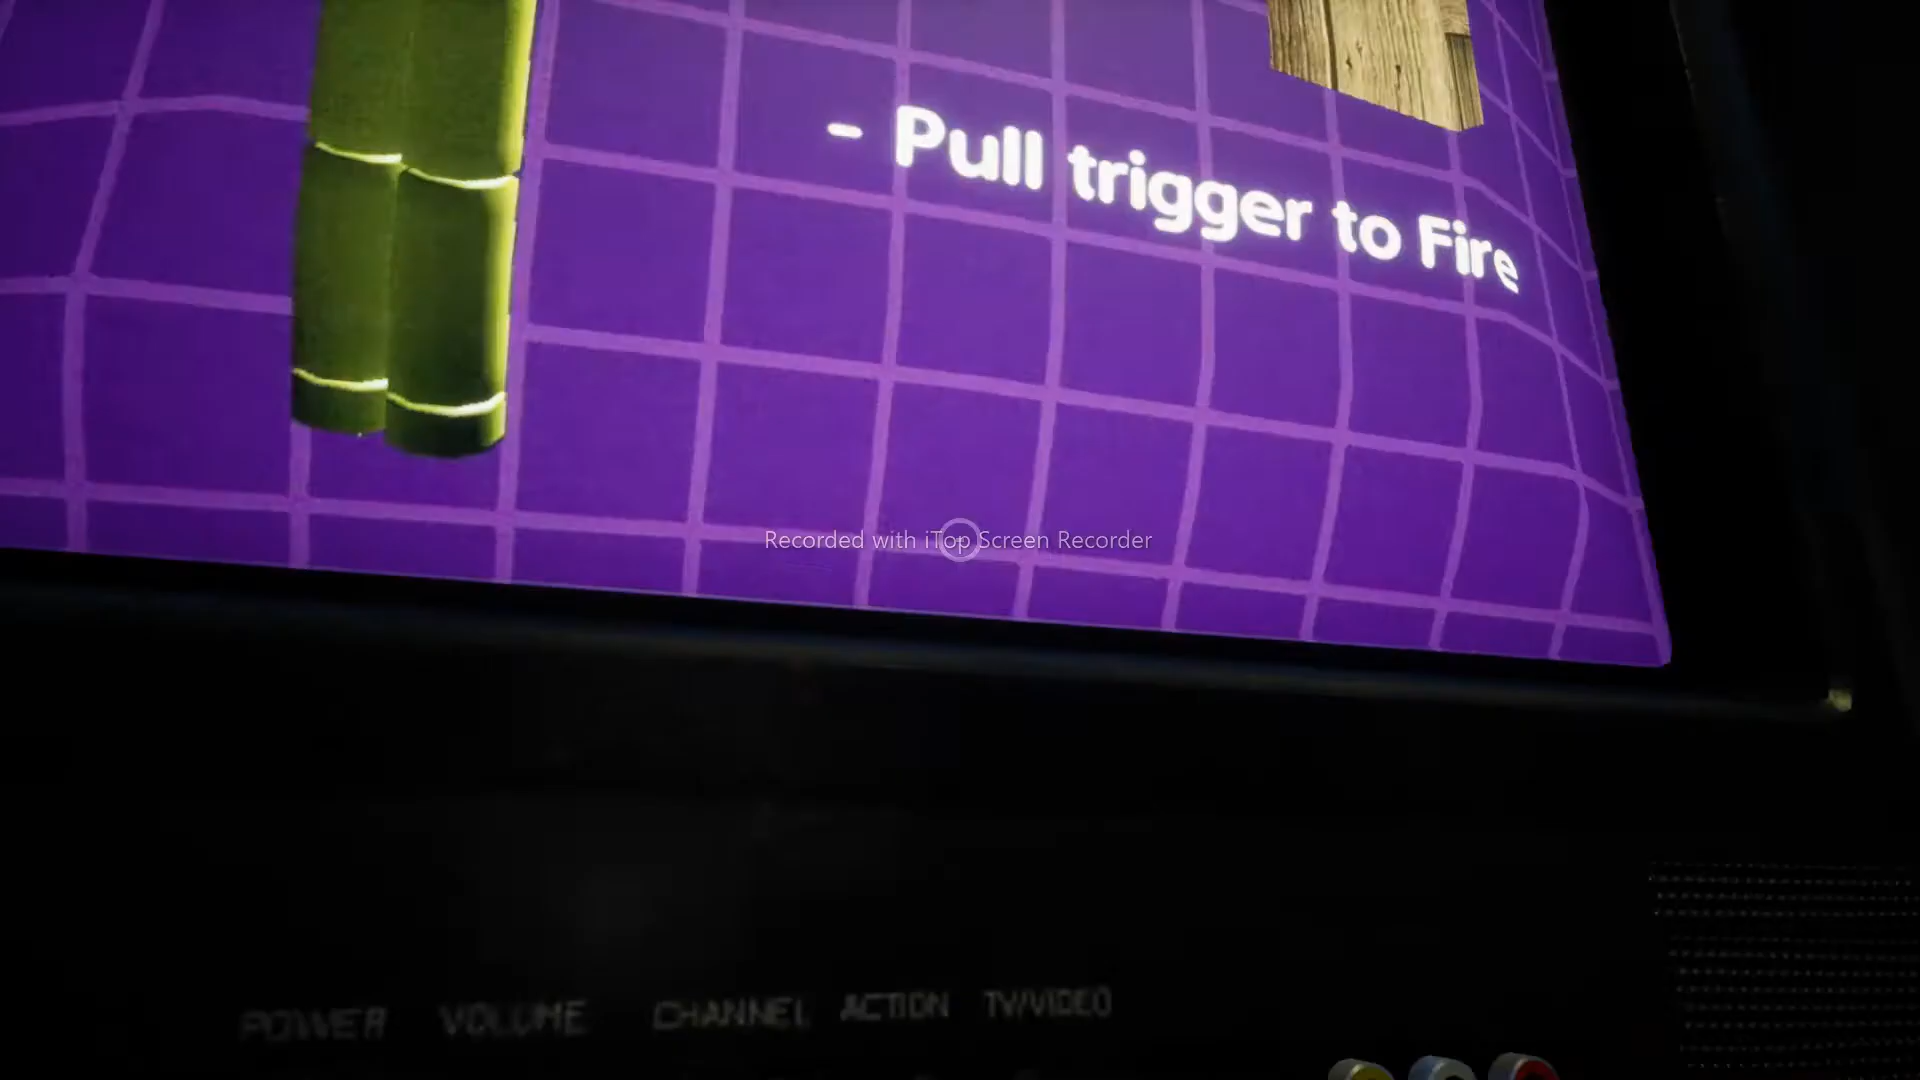 - Pull trigger to Fire
Recorded with iTop Screen Recorder
POWER VOLUME CHANNEL ACTION TV/VIDEO